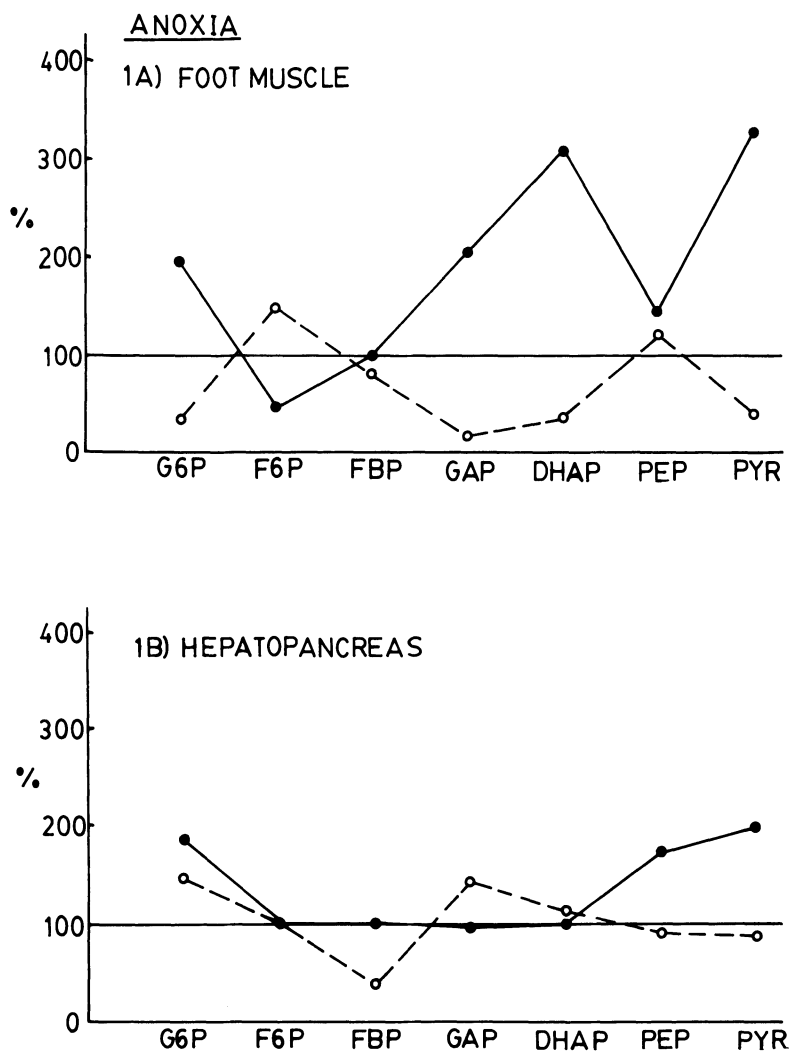 ANOXIA
1A) FOOT MUSCLE
400
300
%
200
100
0
G6P F6P FBP GAP DHAP PEP PYR
1B) HEPATOPANCREAS
400
300
%
200
100
0
G6P F6P FBP GAP DHAP PEP PYR